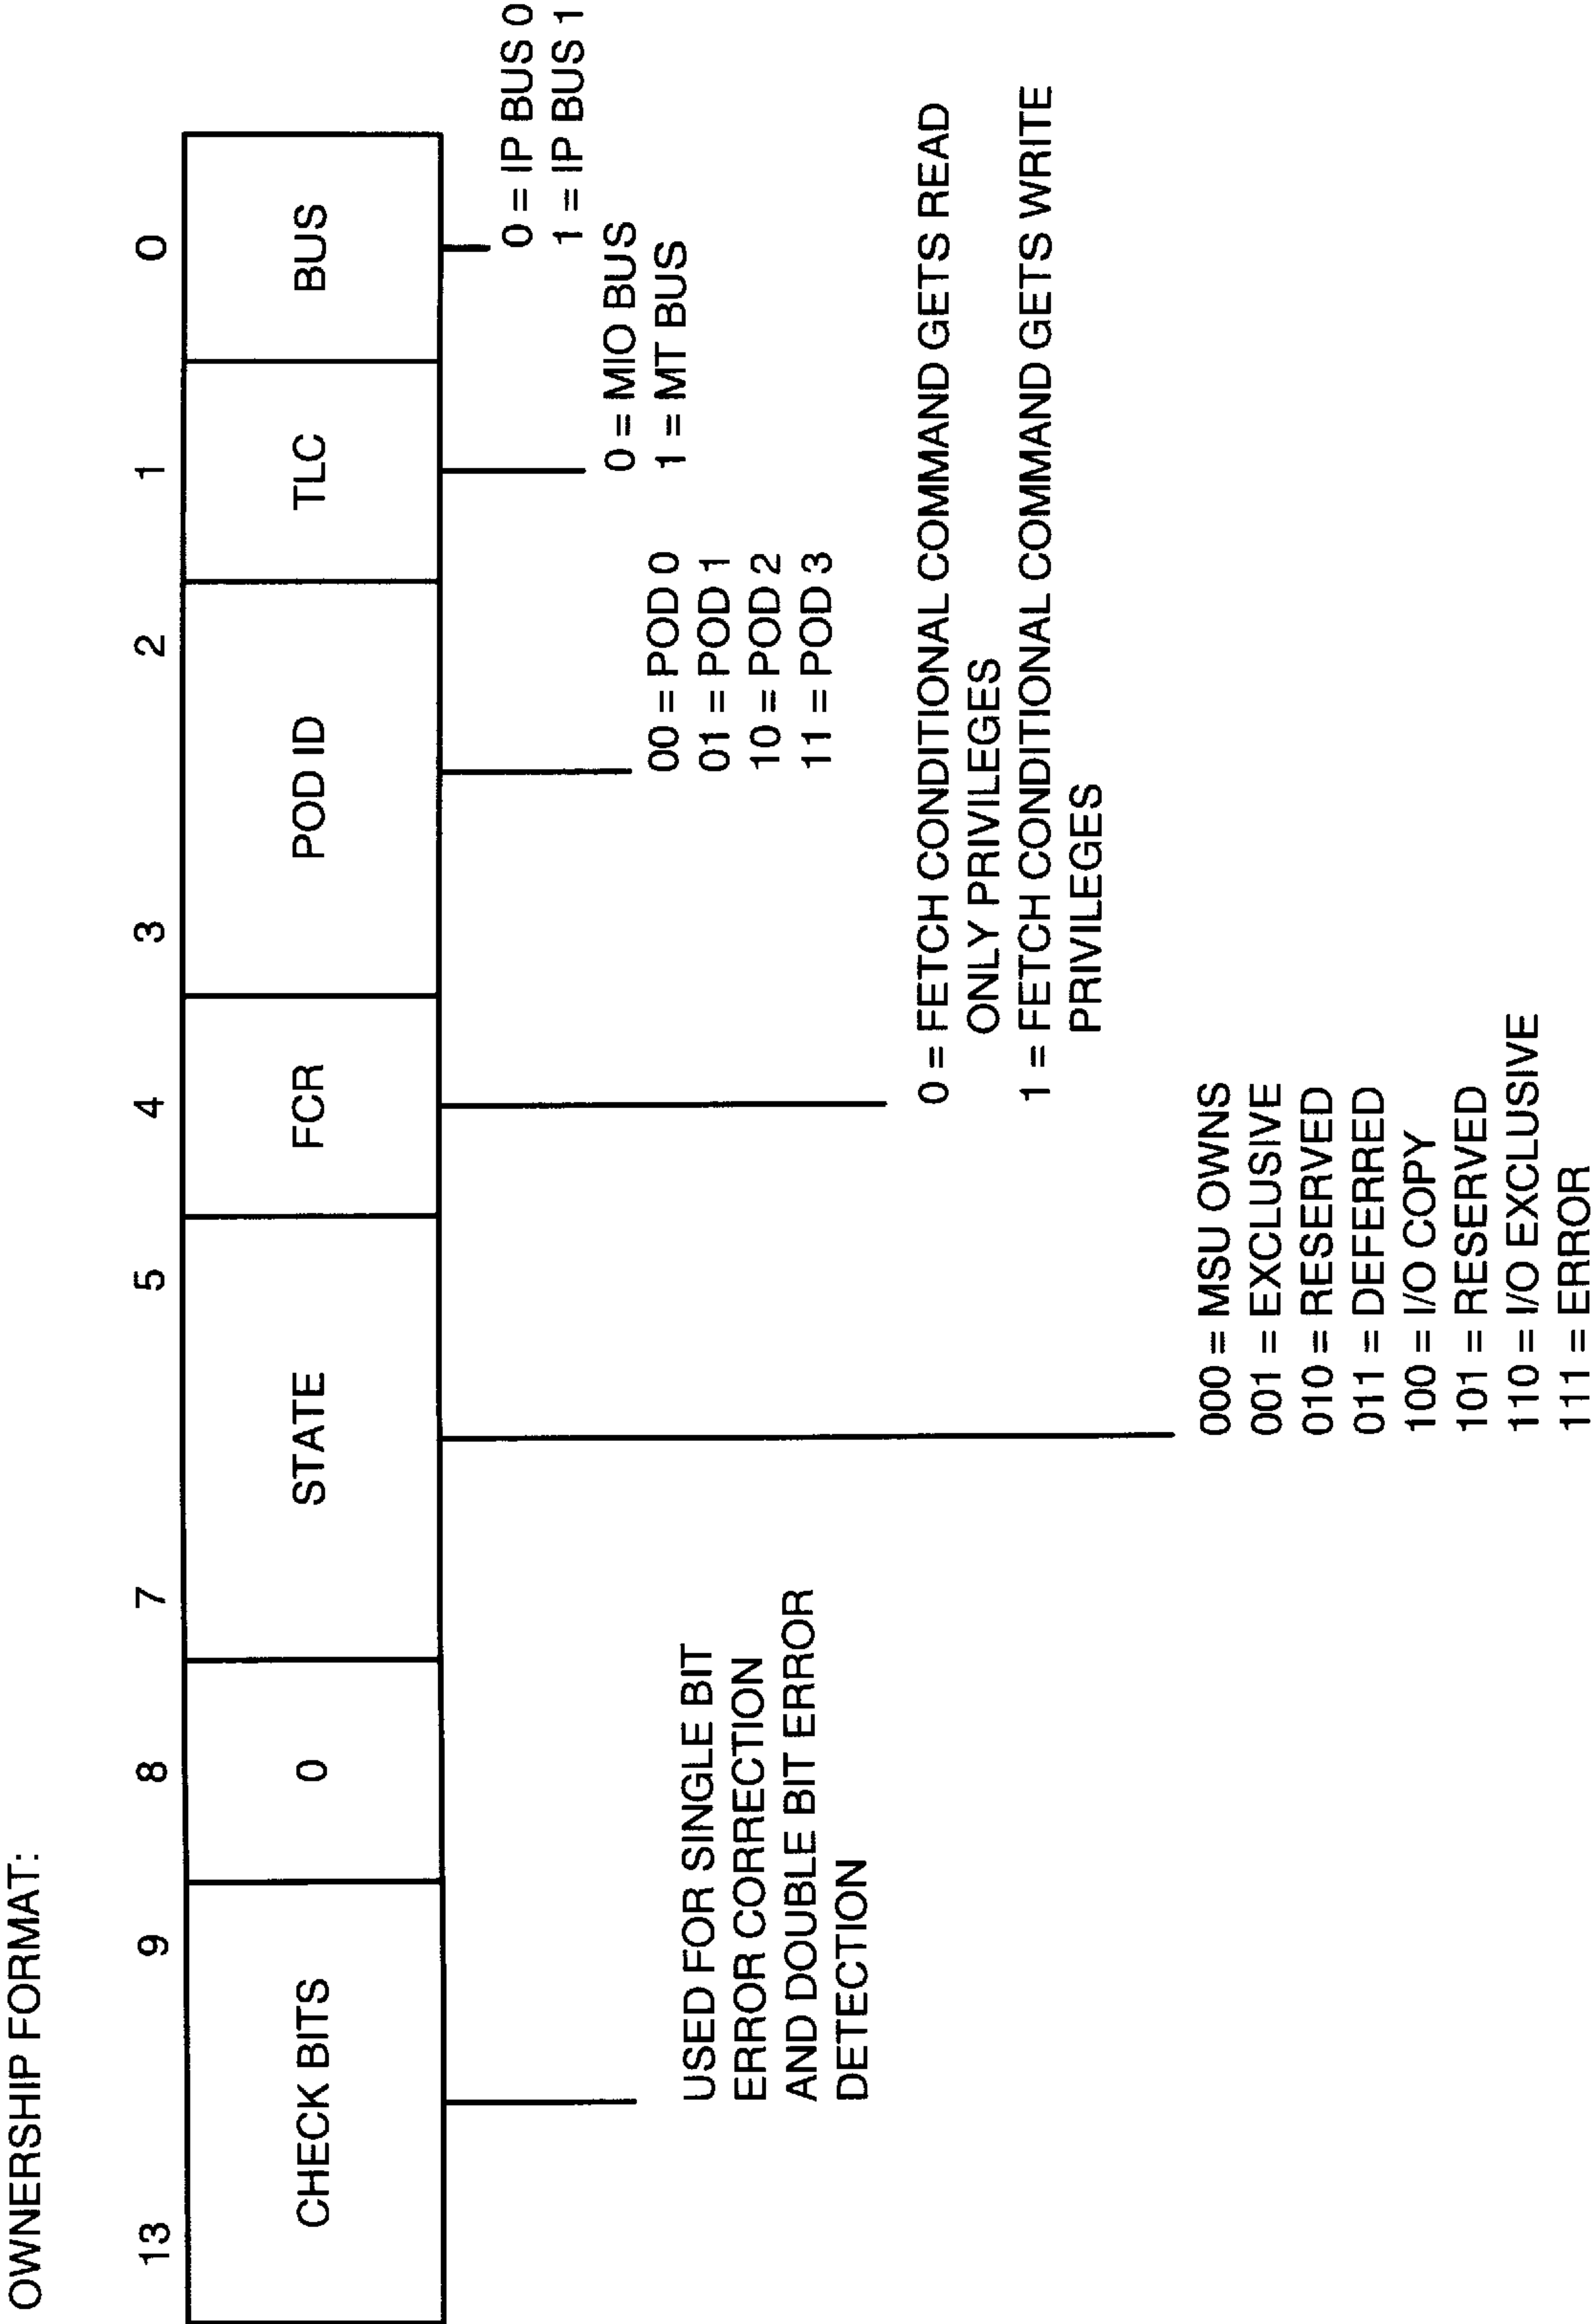 OWNERSHIP FORMAT:
13 9 8 7 5 4 3 2 1 0
CHECK BITS 0 STATE FCR POD ID TLC BUS
0 = IP BUS 0
1 = IP BUS 1
0 = MIO BUS
1 = MT BUS
00 = POD 0
01 = POD 1
10 = POD 2
11 = POD 3
USED FOR SINGLE BIT
ERROR CORRECTION
AND DOUBLE BIT ERROR
DETECTION
0 = FETCH CONDITIONAL COMMAND GETS READ
ONLY PRIVILEGES
1 = FETCH CONDITIONAL COMMAND GETS WRITE
PRIVILEGES
000 = MSU OWNS
001 = EXCLUSIVE
010 = RESERVED
011 = DEFERRED
100 = I/O COPY
101 = RESERVED
110 = I/O EXCLUSIVE
111 = ERROR